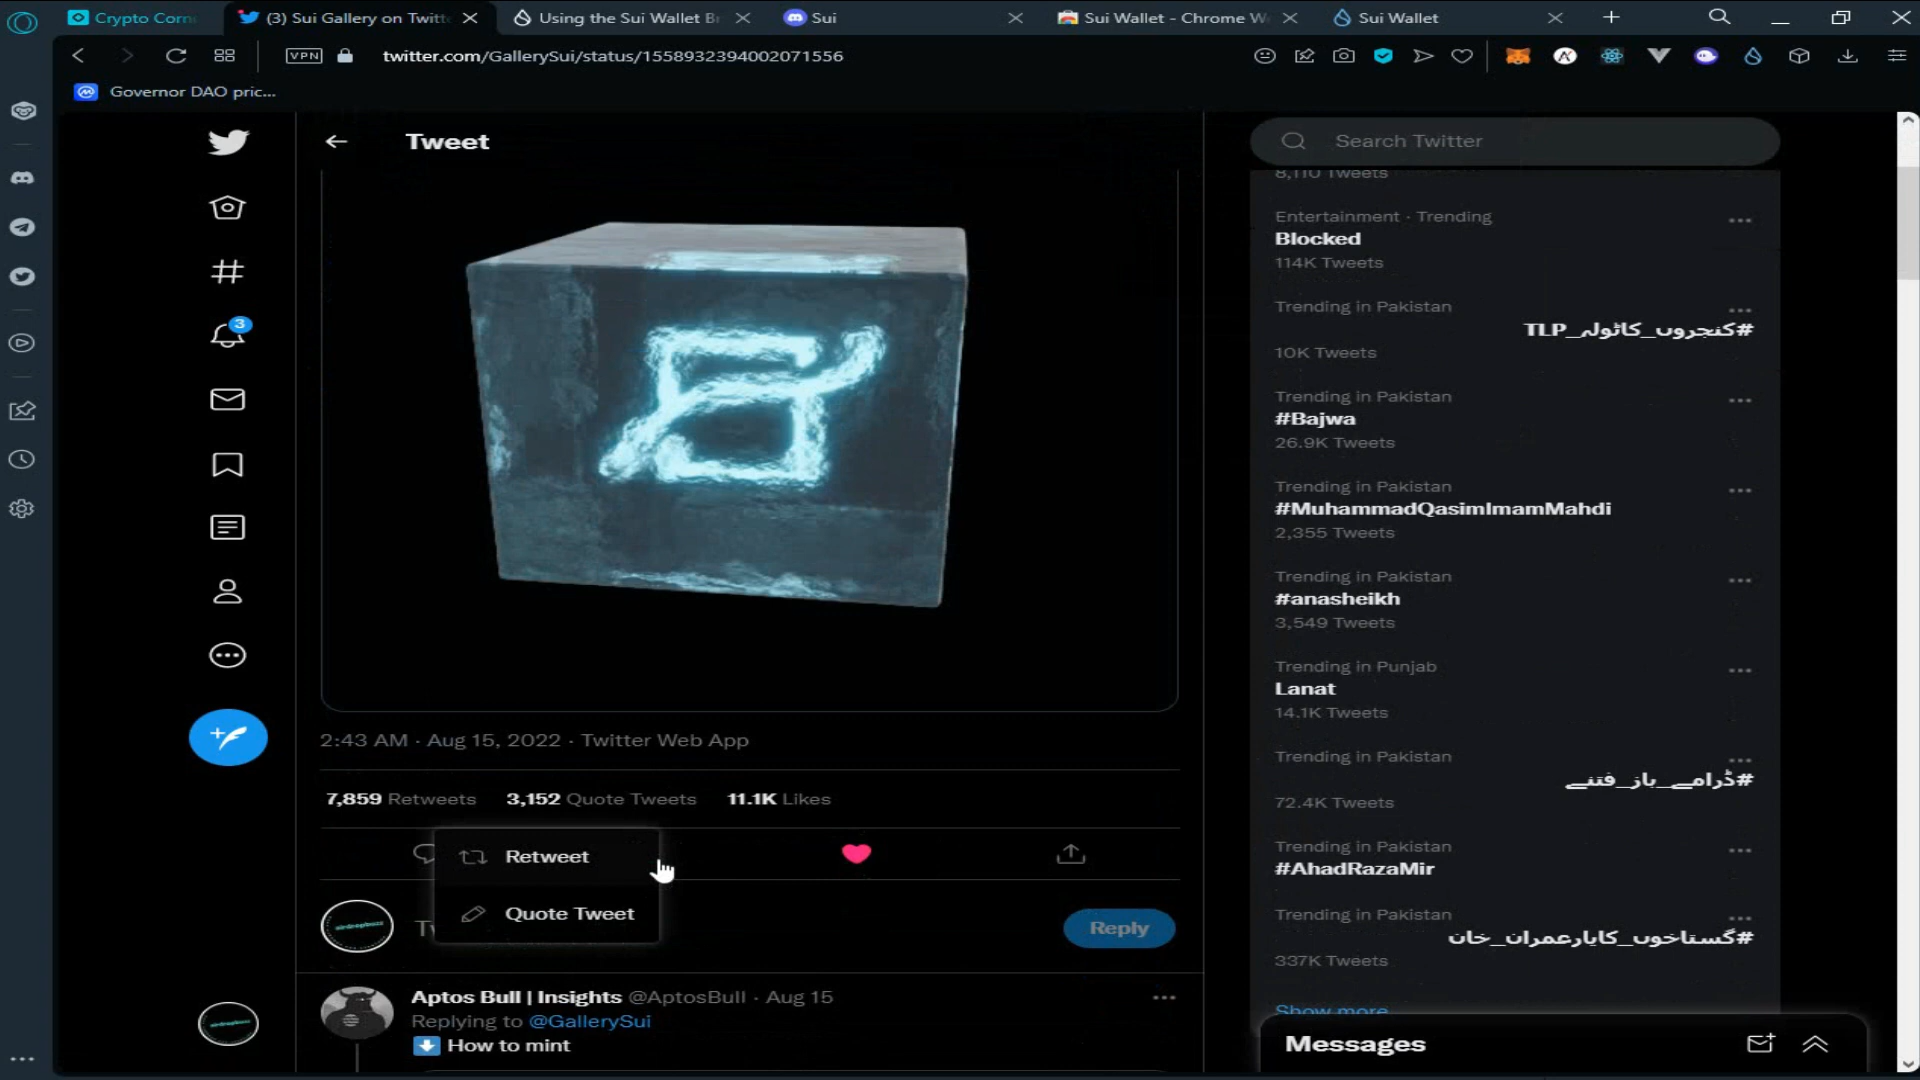 Crypto Corn
(3) Sui Gallery on Twitt
Using the Sui Wallet B
Sui
Sui Wallet - Chrome W
Sui Wallet
VPN
twitter.com/GallerySui/status/1558932394002071556
Governor DAO pric...
Tweet
Search Twitter
8,110 Tweets
Entertainment · Trending
Blocked
114K Tweets
Trending in Pakistan
#کنجروں_کاٹولہ_TLP
10K Tweets
Trending in Pakistan
#Bajwa
26.9K Tweets
Trending in Pakistan
#MuhammadQasimImamMahdi
2,355 Tweets
Trending in Pakistan
#anasheikh
3,549 Tweets
Trending in Punjab
Lanat
14.1K Tweets
Trending in Pakistan
#ڈرامے_باز_فتنے
72.4K Tweets
Trending in Pakistan
#AhadRazaMir
Trending in Pakistan
#گستاخوں_کایارعمران_خان
337K Tweets
Show more
Messages
3
2:43 AM · Aug 15, 2022 · Twitter Web App
7,859 Retweets 3,152 Quote Tweets 11.1K Likes
Retweet
Quote Tweet
Reply
Aptos Bull | Insights @AptosBull · Aug 15
Replying to @GallerySui
How to mint